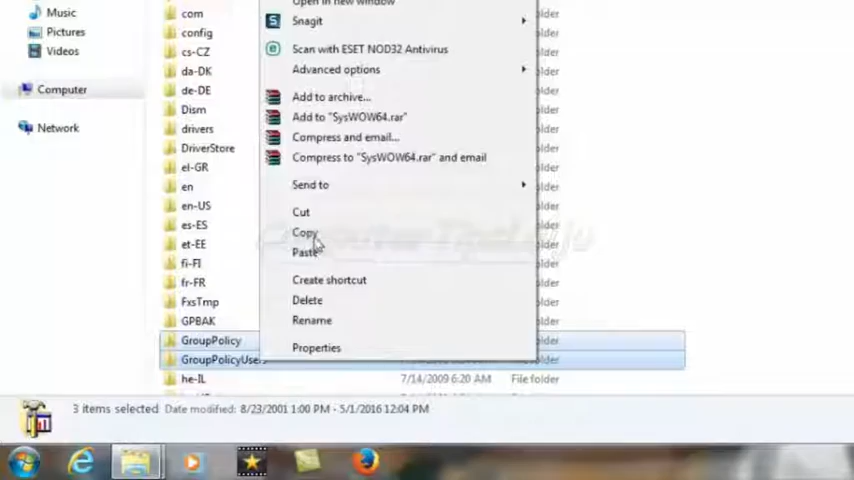 Open in new window
Music
com
Snagit
older
Pictures
config
older
Videos
cs-CZ
Scan with ESET NOD32 Antivirus
older
da-DK
Advanced options
older
Computer
de-DE
older
Add to archive...
Dism
Add to "SysWOW64.rar"
older
Network
drivers
Compress and email...
older
DriverStore
Compress to "SysWOW64.rar" and email
older
el-GR
older
en
Send to
older
en-US
Cut
older
es-ES
Copy
older
et-EE
Paste
older
fi-FI
older
fr-FR
Create shortcut
older
FxsTmp
Delete
older
GPBAK
Rename
older
GroupPolicy
Properties
older
GroupPolicyUsers
older
he-IL
7/14/2009 6:20 AM
File folder
3 items selected Date modified: 8/23/2001 1:00 PM - 5/1/2016 12:04 PM